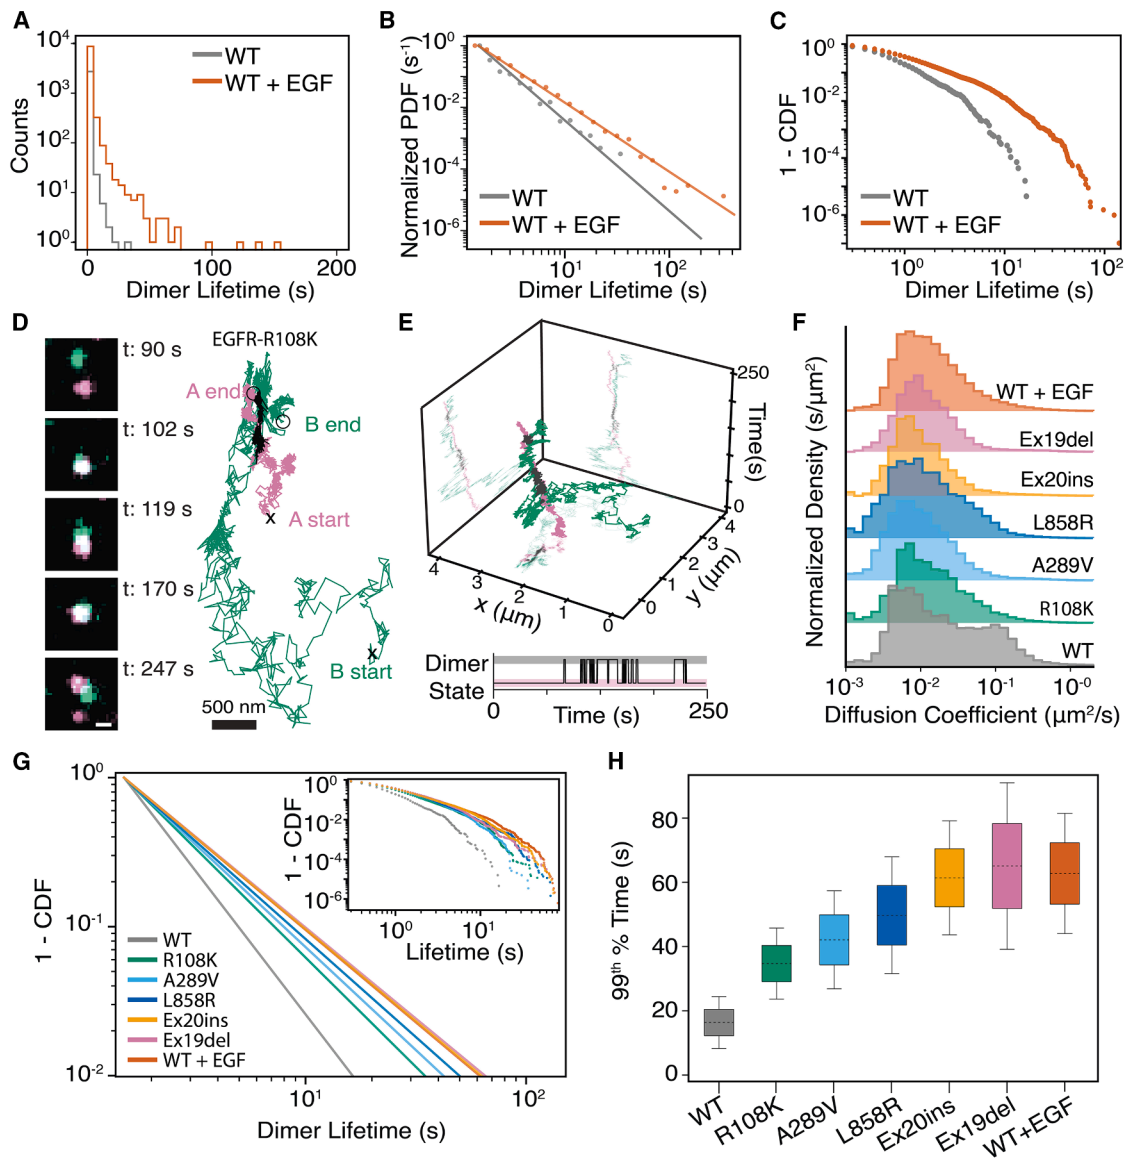 A
Counts
10⁴
10³
10²
10¹
10⁰
WT
WT + EGF
0
100
200
Dimer Lifetime (s)
B
Normalized PDF (s⁻¹)
10⁰
10⁻²
10⁻⁴
10⁻⁶
WT
WT + EGF
10¹
10²
Dimer Lifetime (s)
C
1 - CDF
10⁰
10⁻²
10⁻⁴
10⁻⁶
WT
WT + EGF
10⁰
10¹
10²
Dimer Lifetime (s)
D
t: 90 s
t: 102 s
t: 119 s
t: 170 s
t: 247 s
EGFR-R108K
A end
B end
A start
x
x
B start
500 nm
E
250
Time(s)
0
4
3
2
1
0
y (μm)
4
3
2
1
0
x (μm)
Dimer
State
0
250
Time (s)
F
Normalized Density (s/μm²)
WT + EGF
Ex19del
Ex20ins
L858R
A289V
R108K
WT
10⁻³
10⁻²
10⁻¹
10⁻⁰
Diffusion Coefficient (μm²/s)
G
1 - CDF
10⁰
10⁻¹
10⁻²
WT
R108K
A289V
L858R
Ex20ins
Ex19del
WT + EGF
10¹
10²
Dimer Lifetime (s)
1 - CDF
10⁰
10⁻²
10⁻⁴
10⁻⁶
10⁰
10¹
Lifetime (s)
H
99ᵗʰ % Time (s)
80
60
40
20
0
WT
R108K
A289V
L858R
Ex20ins
Ex19del
WT+EGF